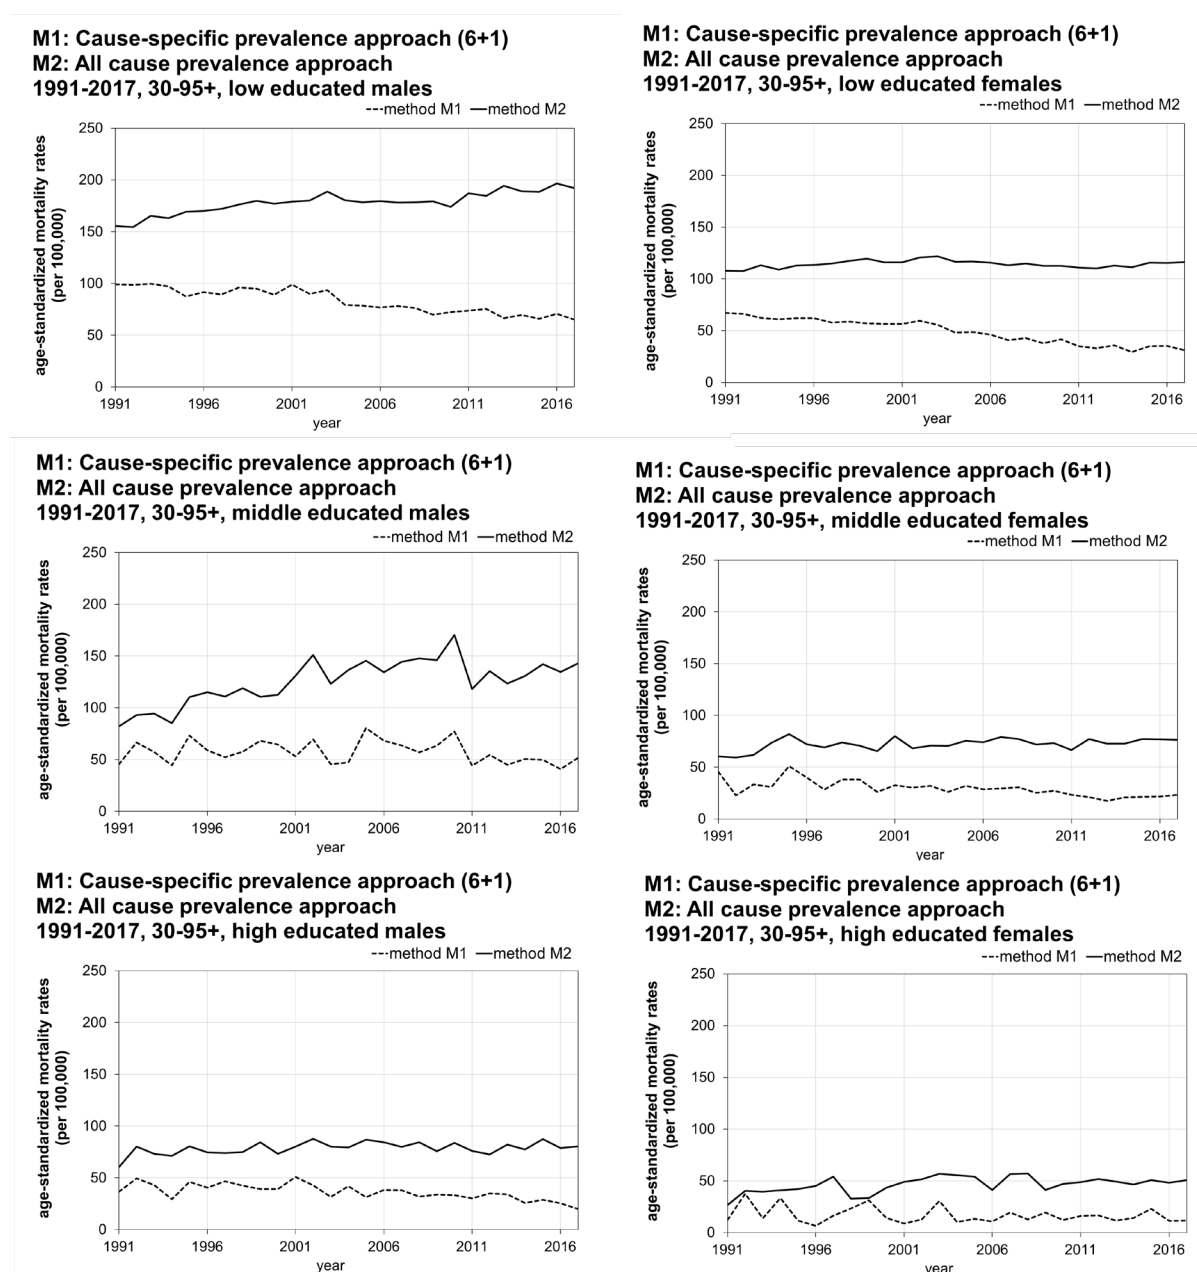 M1: Cause-specific prevalence approach (6+1)
M2: All cause prevalence approach
1991-2017, 30-95+, low educated males
---method M1 —method M2
age-standardized mortality rates
(per 100,000)
250
200
150
100
50
0
1991 1996 2001 2006 2011 2016
year
M1: Cause-specific prevalence approach (6+1)
M2: All cause prevalence approach
1991-2017, 30-95+, low educated females
---method M1 —method M2
age-standardized mortality rates
(per 100,000)
250
200
150
100
50
0
1991 1996 2001 2006 2011 2016
year
M1: Cause-specific prevalence approach (6+1)
M2: All cause prevalence approach
1991-2017, 30-95+, middle educated males
---method M1 —method M2
age-standardized mortality rates
(per 100,000)
250
200
150
100
50
0
1991 1996 2001 2006 2011 2016
year
M1: Cause-specific prevalence approach (6+1)
M2: All cause prevalence approach
1991-2017, 30-95+, middle educated females
---method M1 —method M2
age-standardized mortality rates
(per 100,000)
250
200
150
100
50
0
1991 1996 2001 2006 2011 2016
year
M1: Cause-specific prevalence approach (6+1)
M2: All cause prevalence approach
1991-2017, 30-95+, high educated males
---method M1 —method M2
age-standardized mortality rates
(per 100,000)
250
200
150
100
50
0
1991 1996 2001 2006 2011 2016
year
M1: Cause-specific prevalence approach (6+1)
M2: All cause prevalence approach
1991-2017, 30-95+, high educated females
---method M1 —method M2
age-standardized mortality rates
(per 100,000)
250
200
150
100
50
0
1991 1996 2001 2006 2011 2016
year